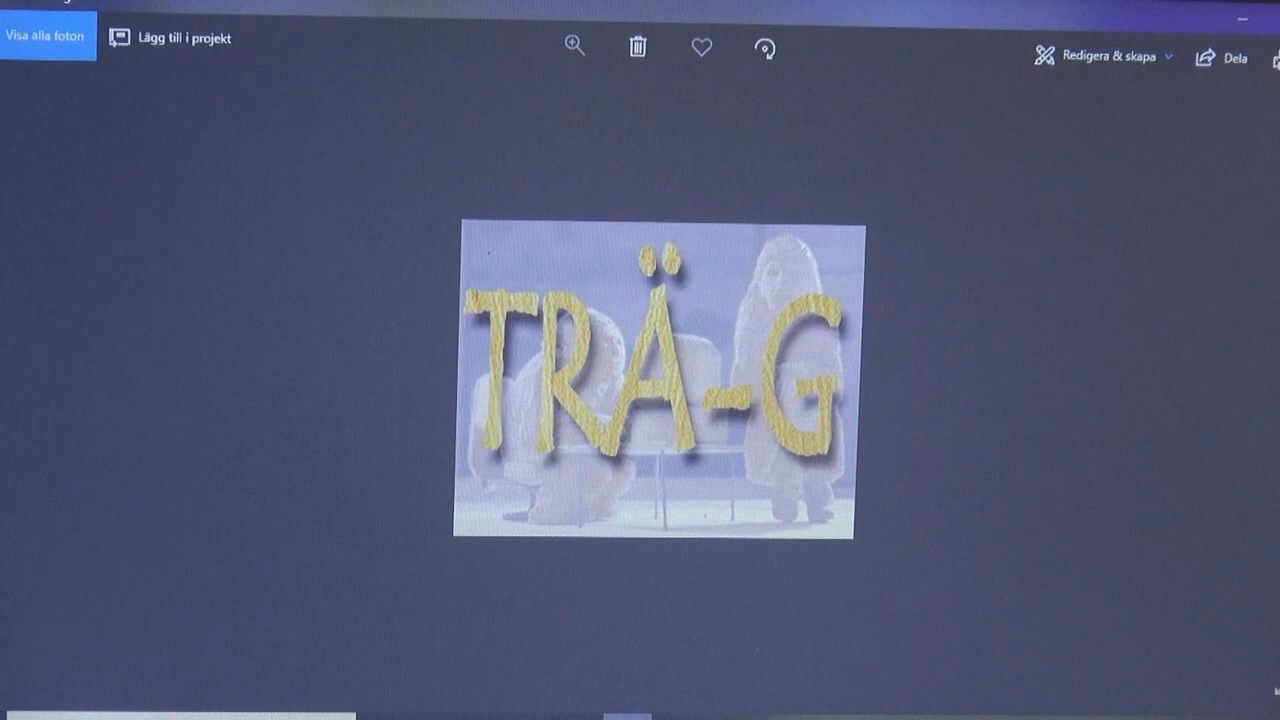 Visa alla foton
Lägg till i projekt
Redigera & skapa
Dela
TRÄ-G